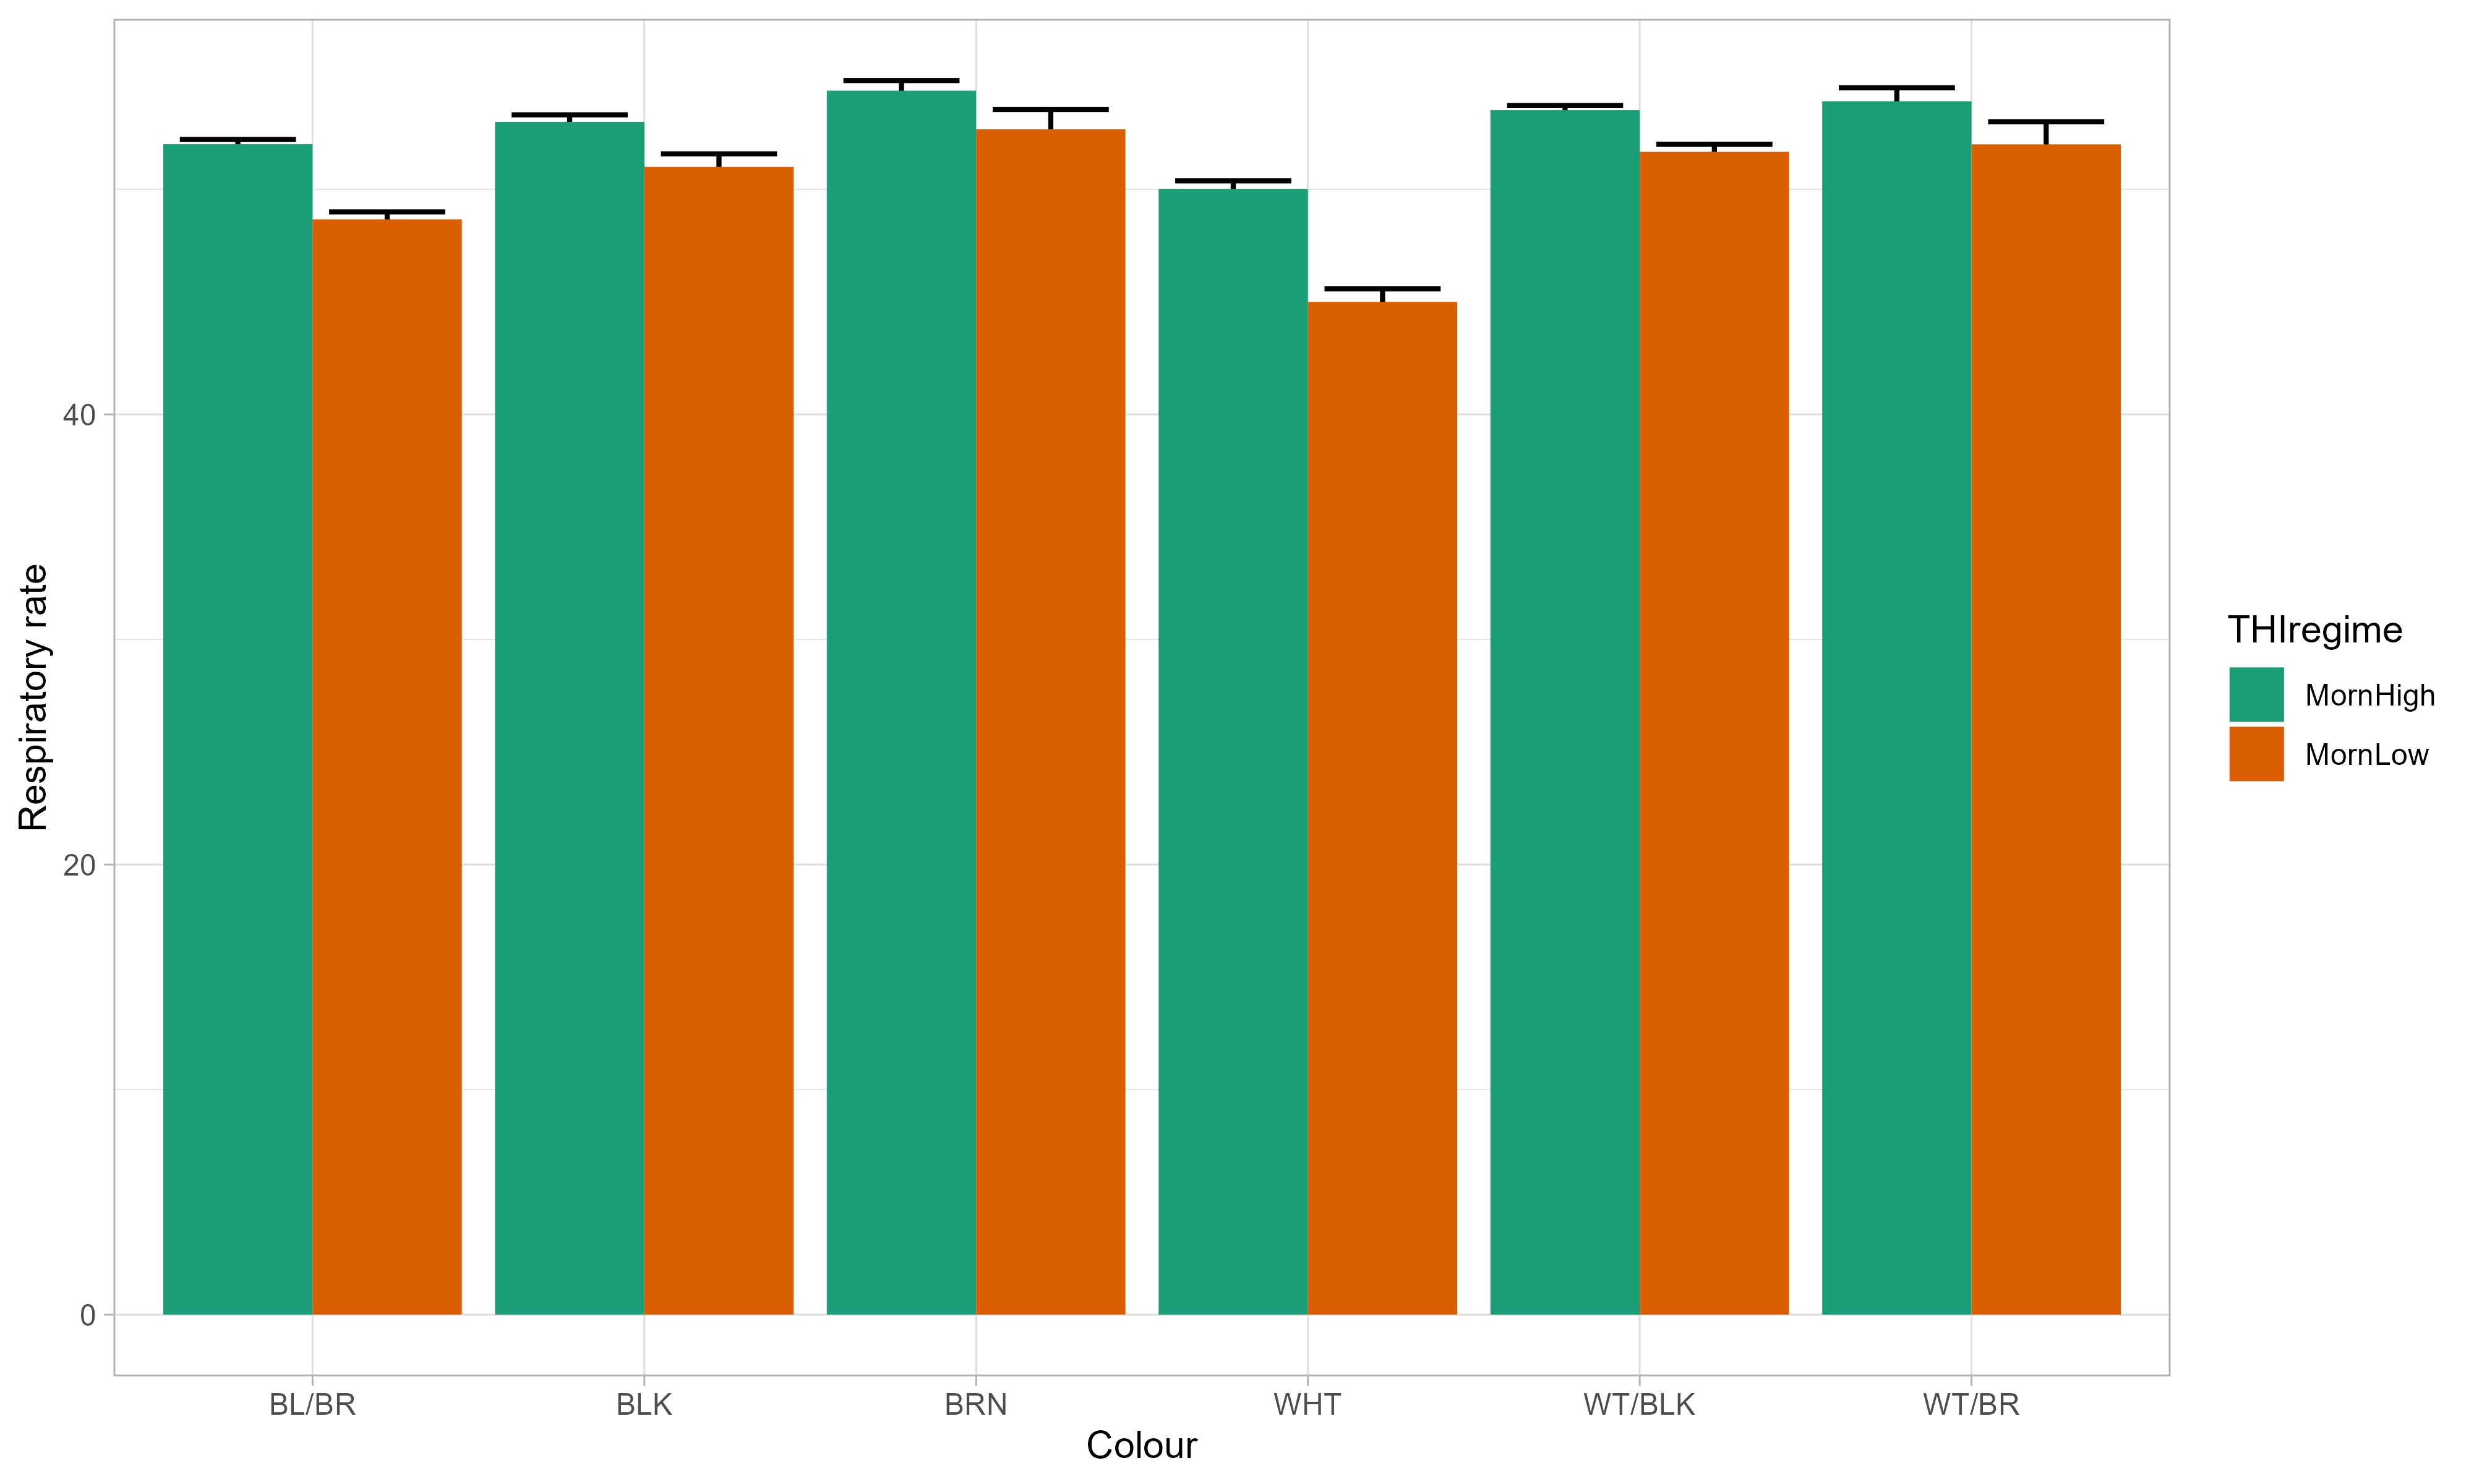 40
20
0
Respiratory rate
BL/BR
BLK
BRN
WHT
WT/BLK
WT/BR
Colour
THIregime
MornHigh
MornLow